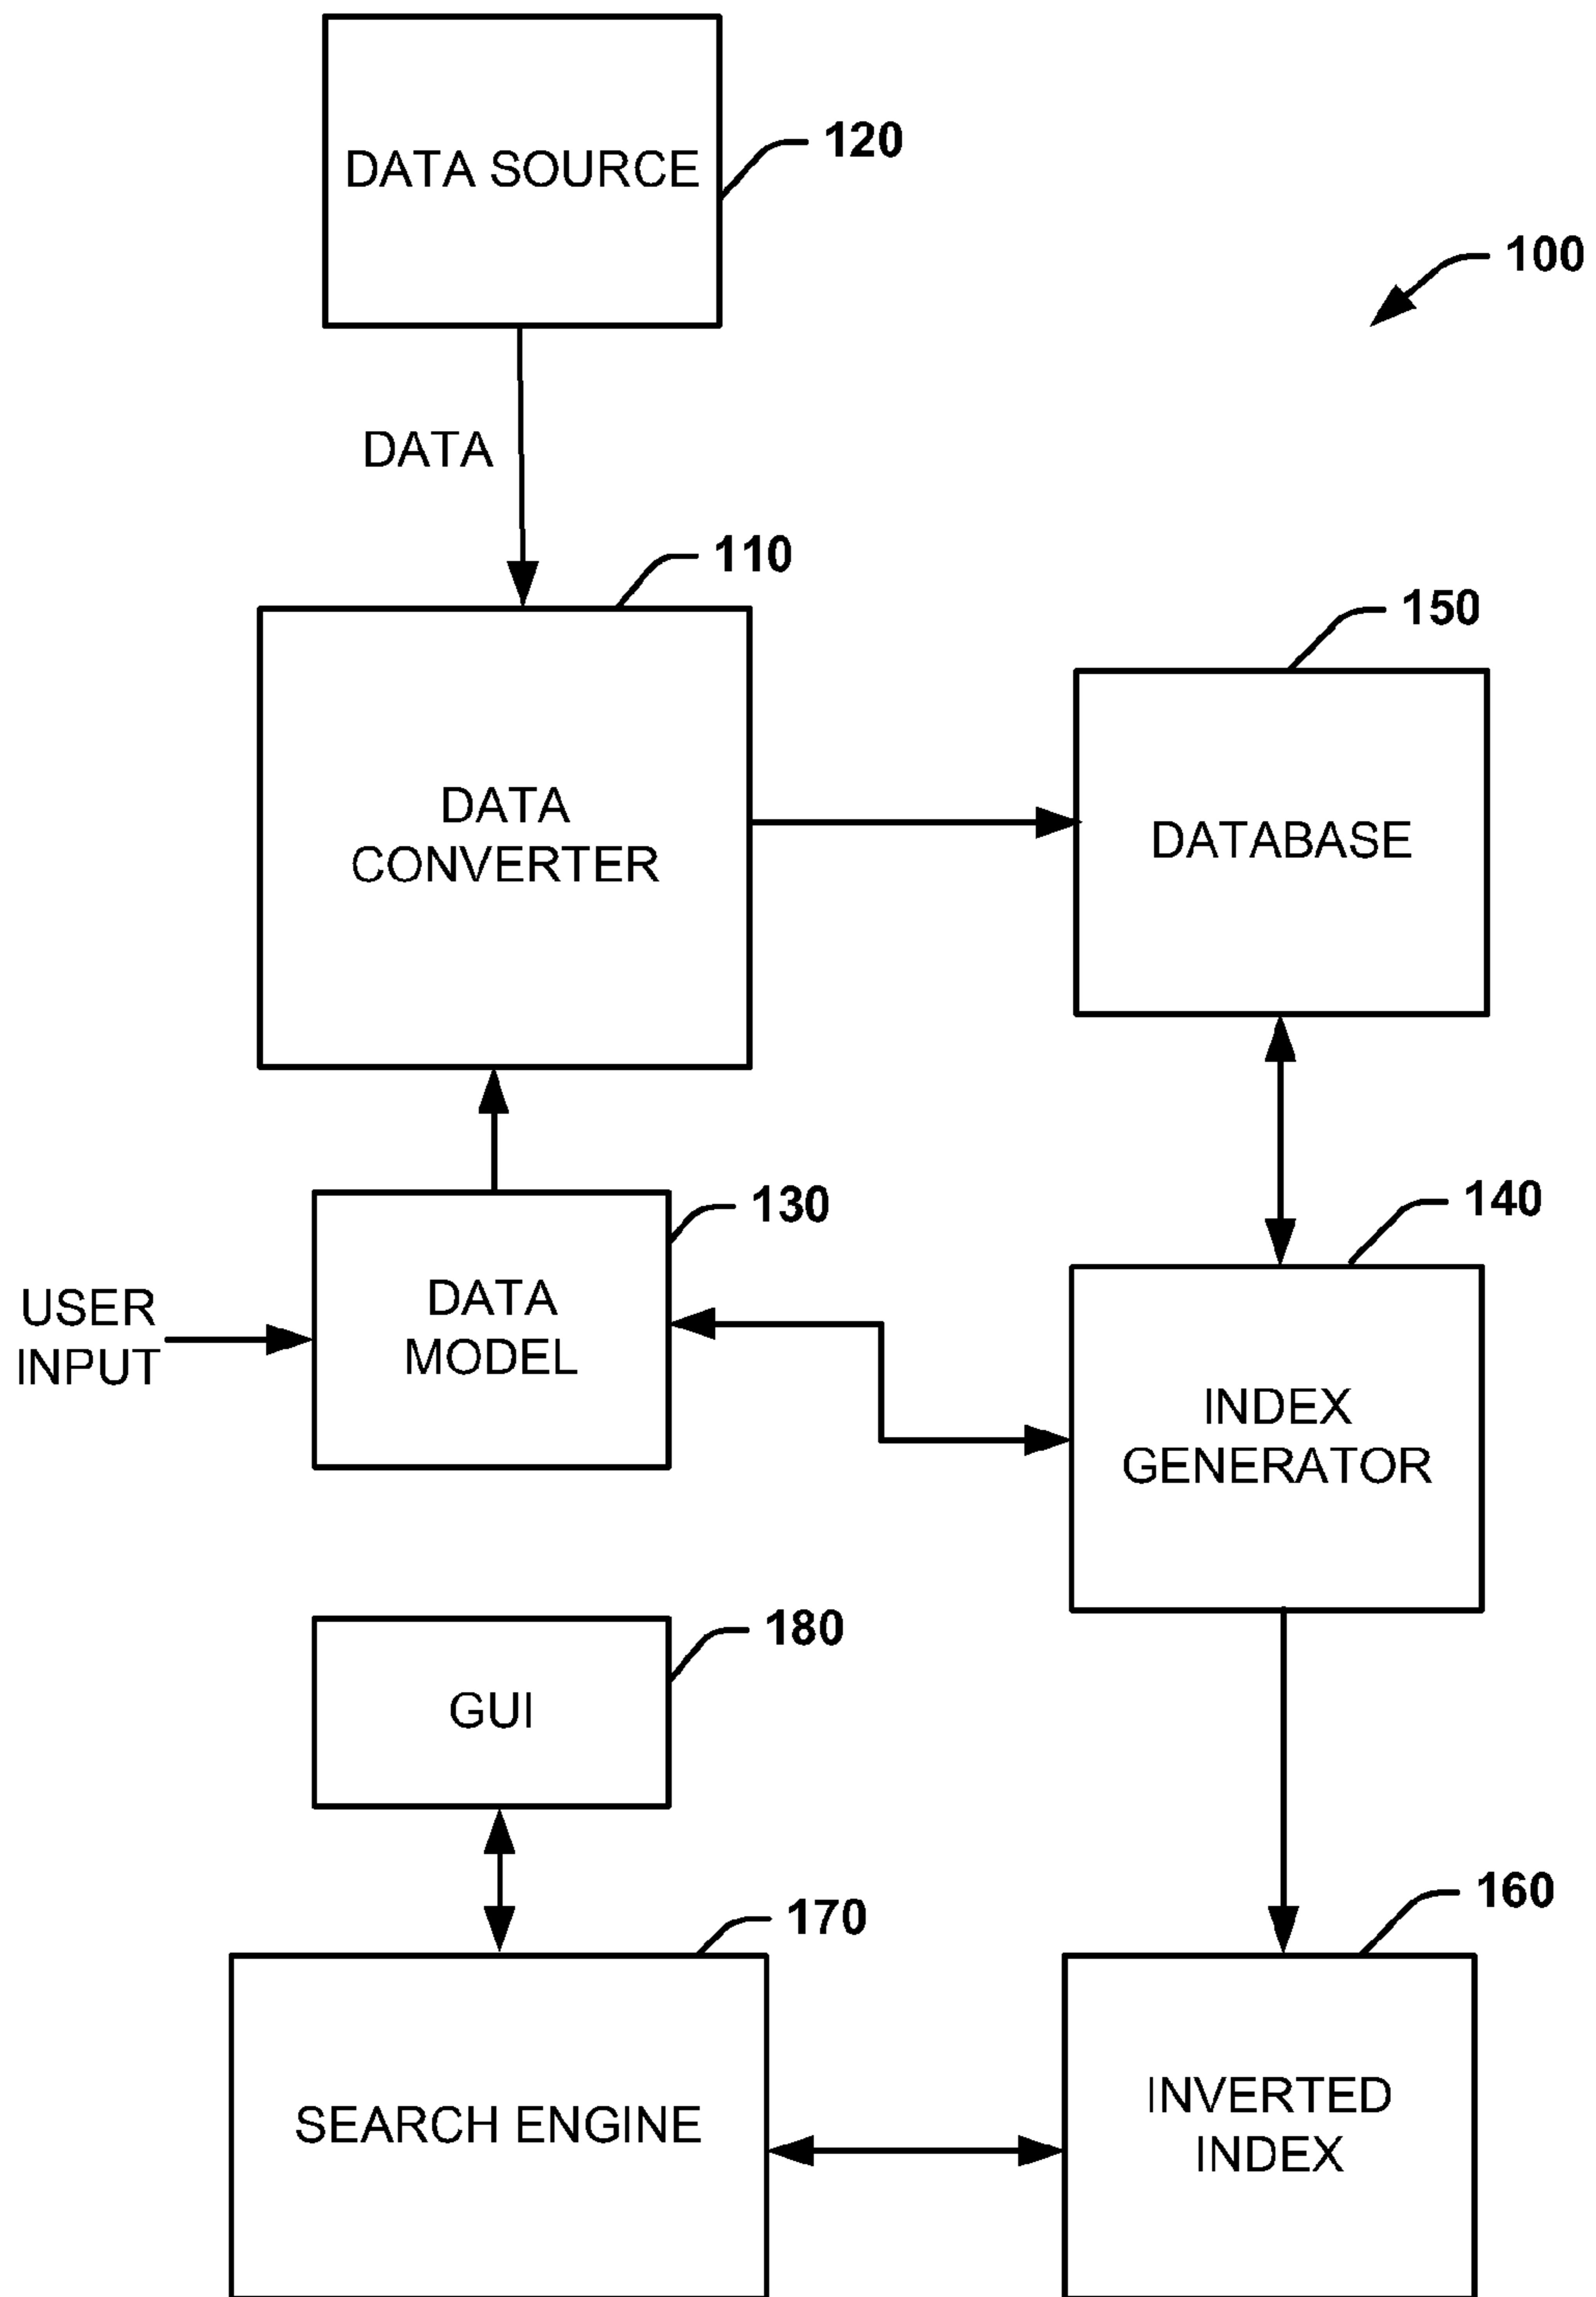 DATA SOURCE
120
100
DATA
110
150
DATA
CONVERTER
DATABASE
130
140
USER
INPUT
DATA
MODEL
INDEX
GENERATOR
180
GUI
170
160
SEARCH ENGINE
INVERTED
INDEX